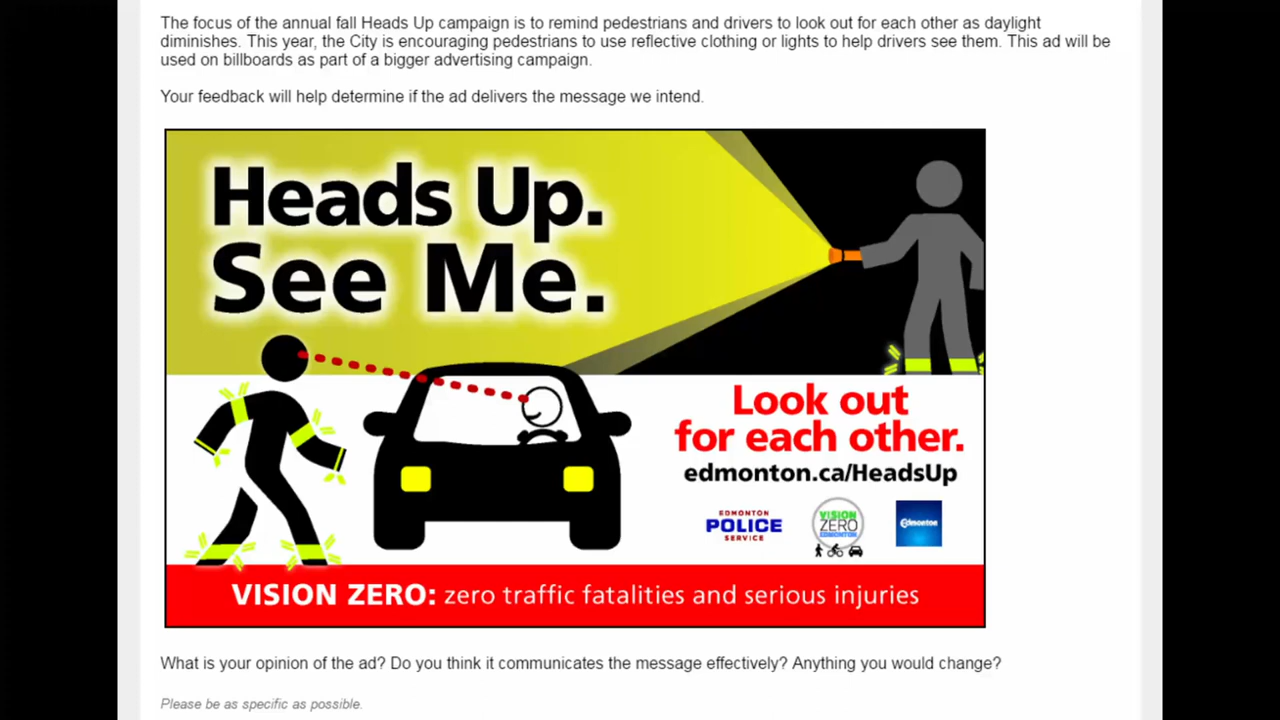 The focus of the annual fall Heads Up campaign is to remind pedestrians and drivers to look out for each other as daylight
diminishes. This year, the City is encouraging pedestrians to use reflective clothing or lights to help drivers see them. This ad will be
used on billboards as part of a bigger advertising campaign.
Your feedback will help determine if the ad delivers the message we intend.
Heads Up.
See Me.
Look out
for each other.
edmonton.ca/HeadsUp
EDMONTON
POLICE
SERVICE
VISION
ZERO
EDMONTON
Edmonton
VISION ZERO: zero traffic fatalities and serious injuries
What is your opinion of the ad? Do you think it communicates the message effectively? Anything you would change?
Please be as specific as possible.